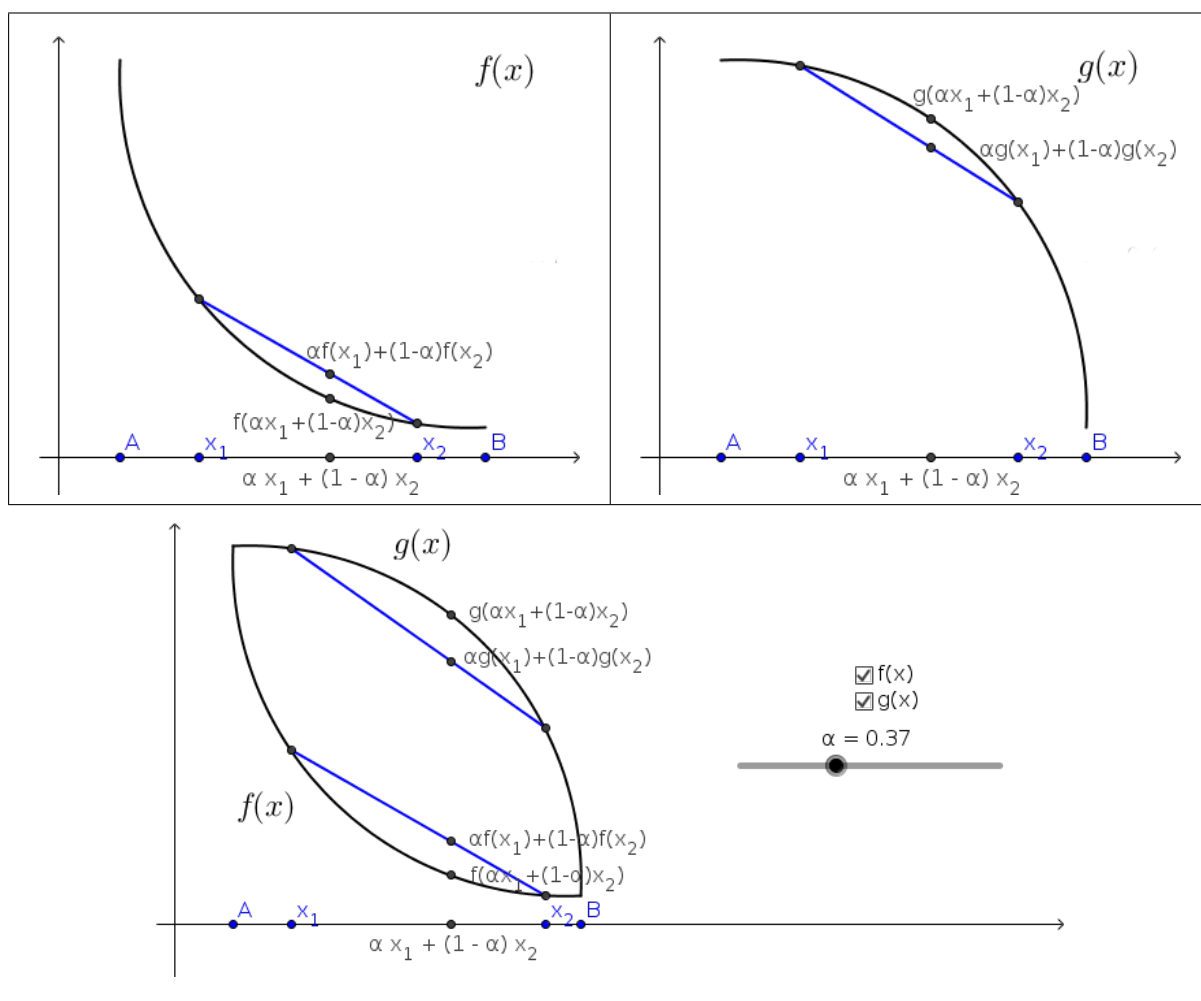 f(x)
αf(x₁)+(1-α)f(x₂)
f(αx₁+(1-α)x₂)
A x₁ x₂ B
α x₁ + (1 - α) x₂
g(x)
g(αx₁+(1-α)x₂)
αg(x₁)+(1-α)g(x₂)
A x₁ x₂ B
α x₁ + (1 - α) x₂
g(x)
g(αx₁+(1-α)x₂)
αg(x₁)+(1-α)g(x₂)
f(x)
g(x)
α = 0.37
f(x)
αf(x₁)+(1-α)f(x₂)
f(αx₁+(1-α)x₂)
A x₁ x₂ B
α x₁ + (1 - α) x₂